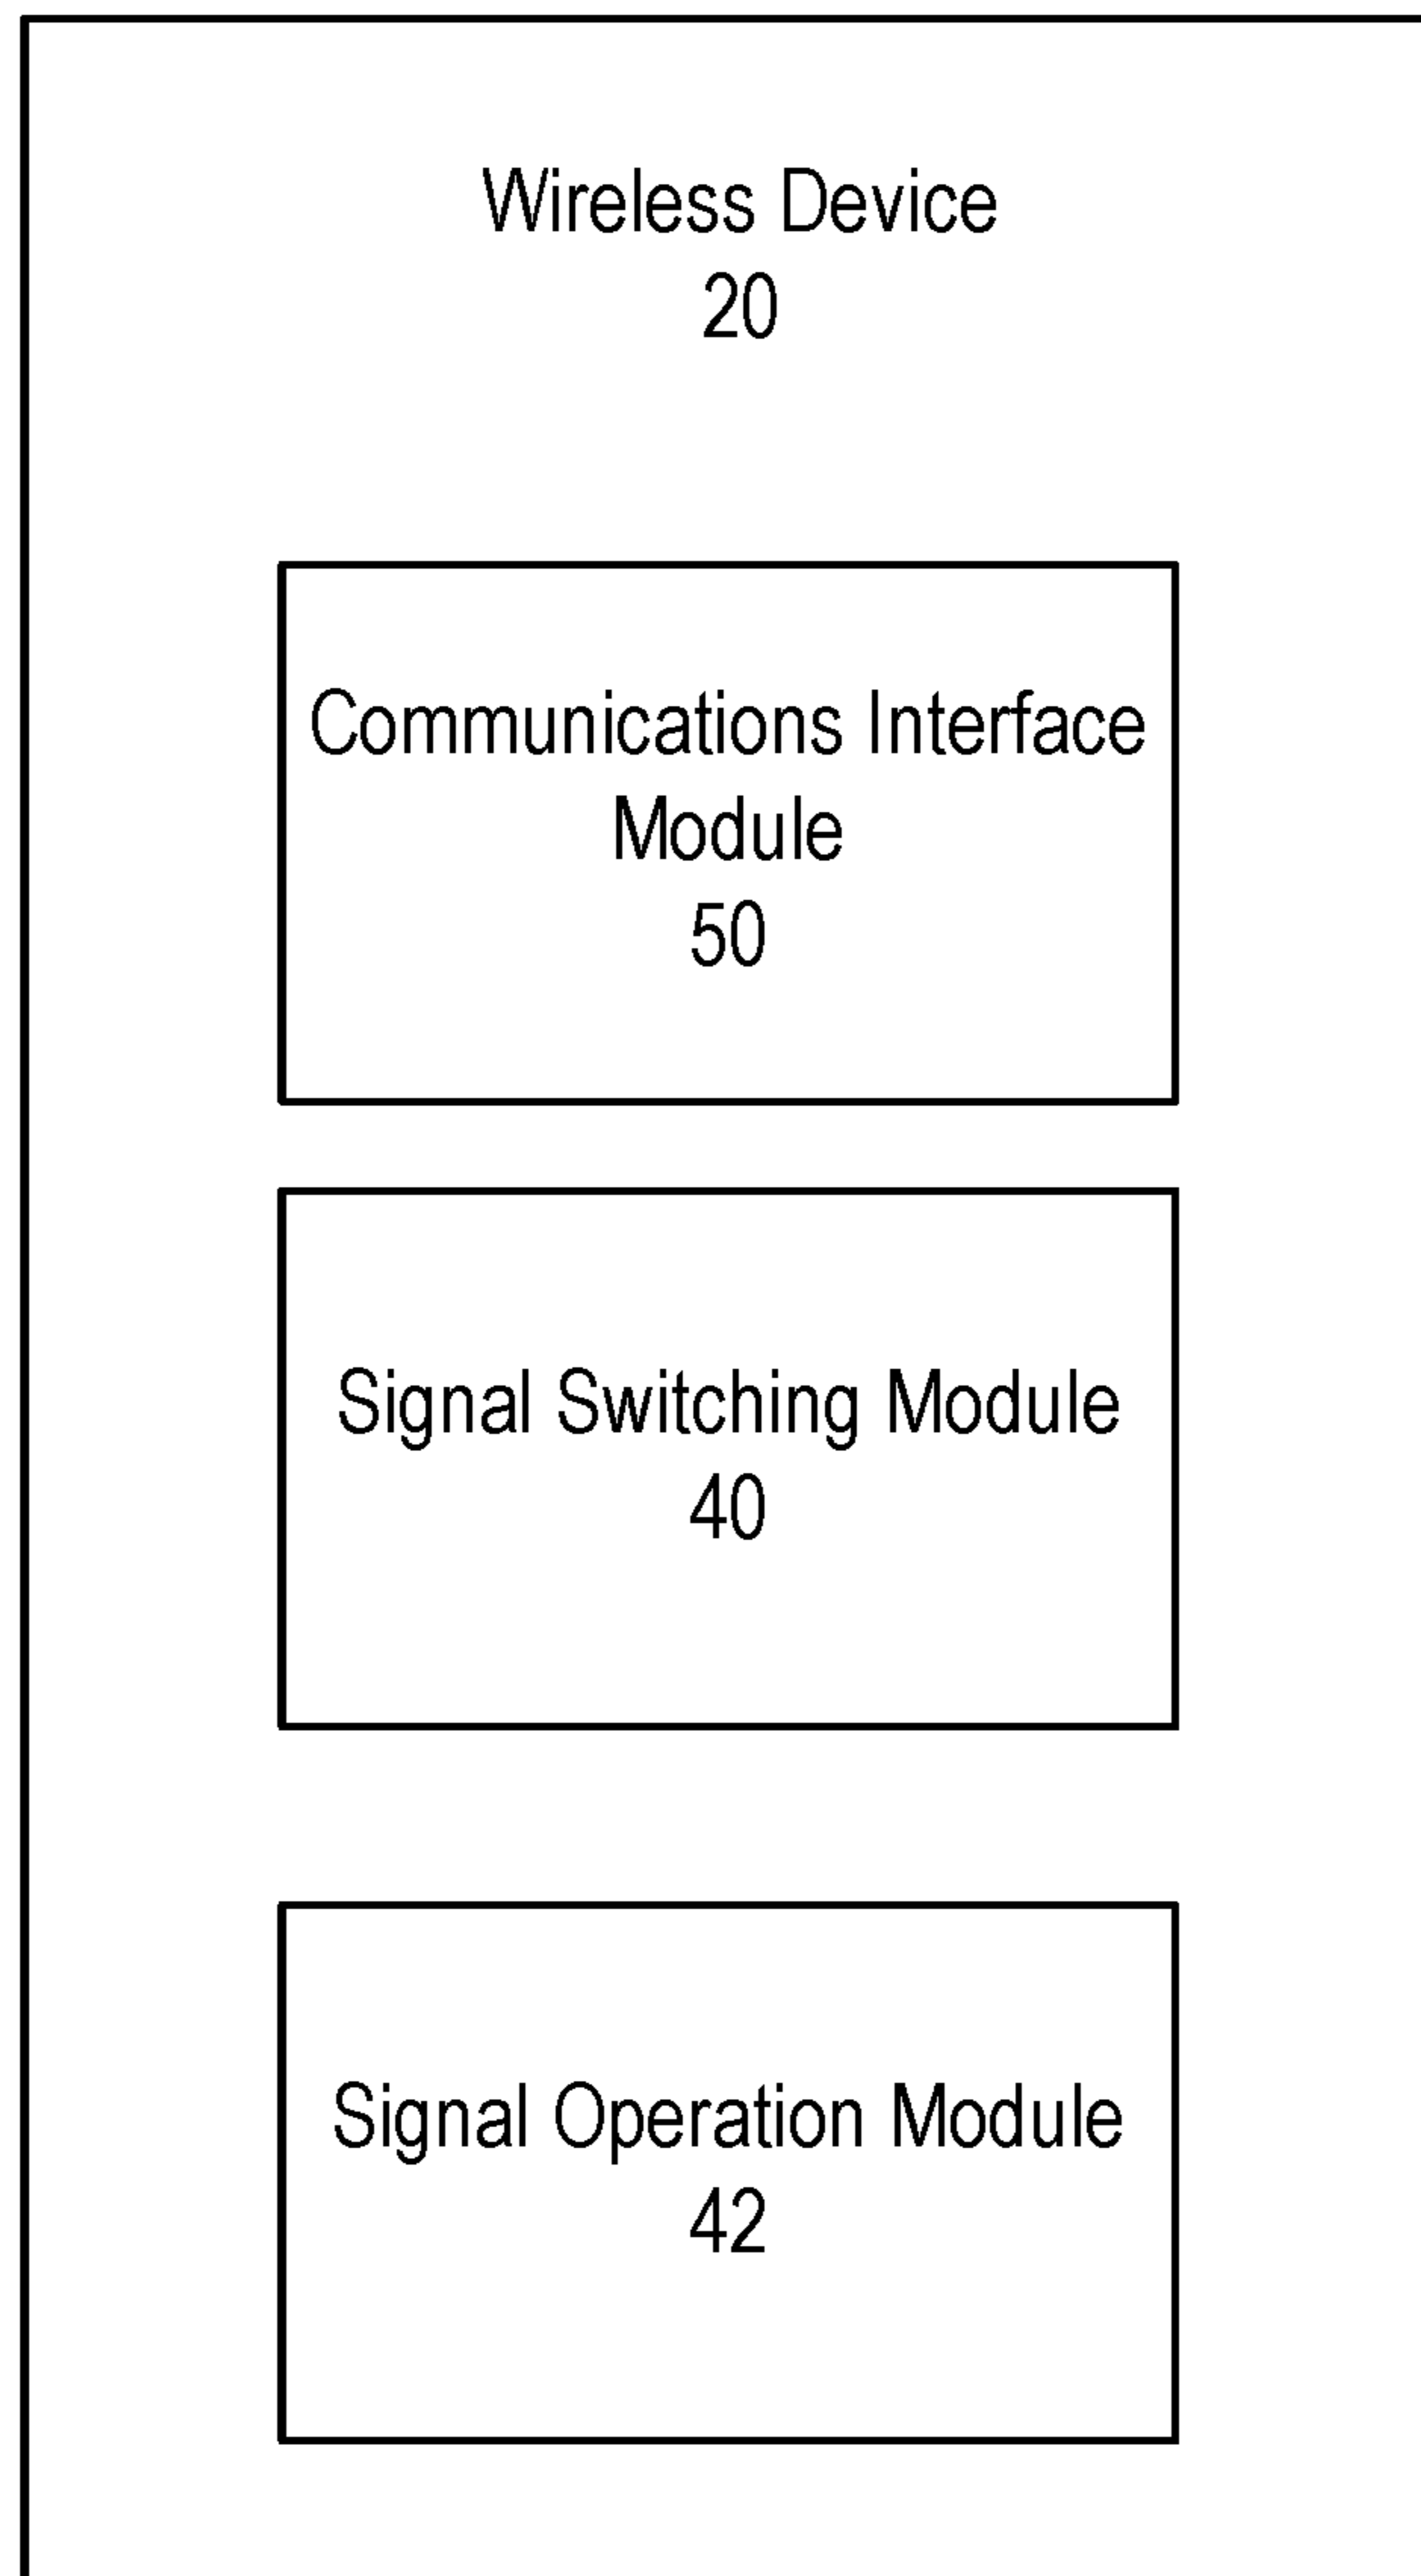 Wireless Device
20
Communications Interface
Module
50
Signal Switching Module
40
Signal Operation Module
42